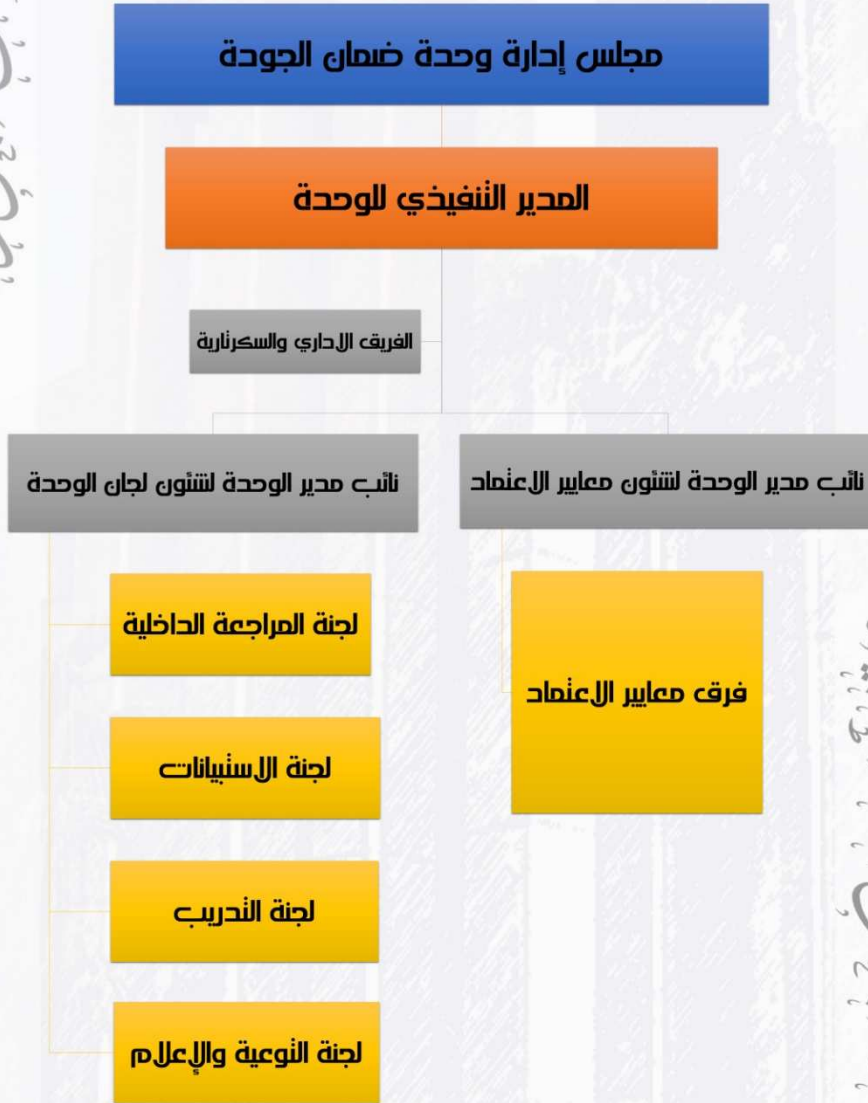 مجلس إدارة وحدة ضمان الجودة
المدير التنفيذي للوحدة
الفريق الاداري والسكرتارية
نائب مدير الوحدة لشئون معايير الاعتماد
نائب مدير الوحدة لشئون لجان الوحدة
فرق معايير الاعتماد
لجنة المراجعة الداخلية
لجنة الاستبيانات
لجنة التدريب
لجنة التوعية والإعلام